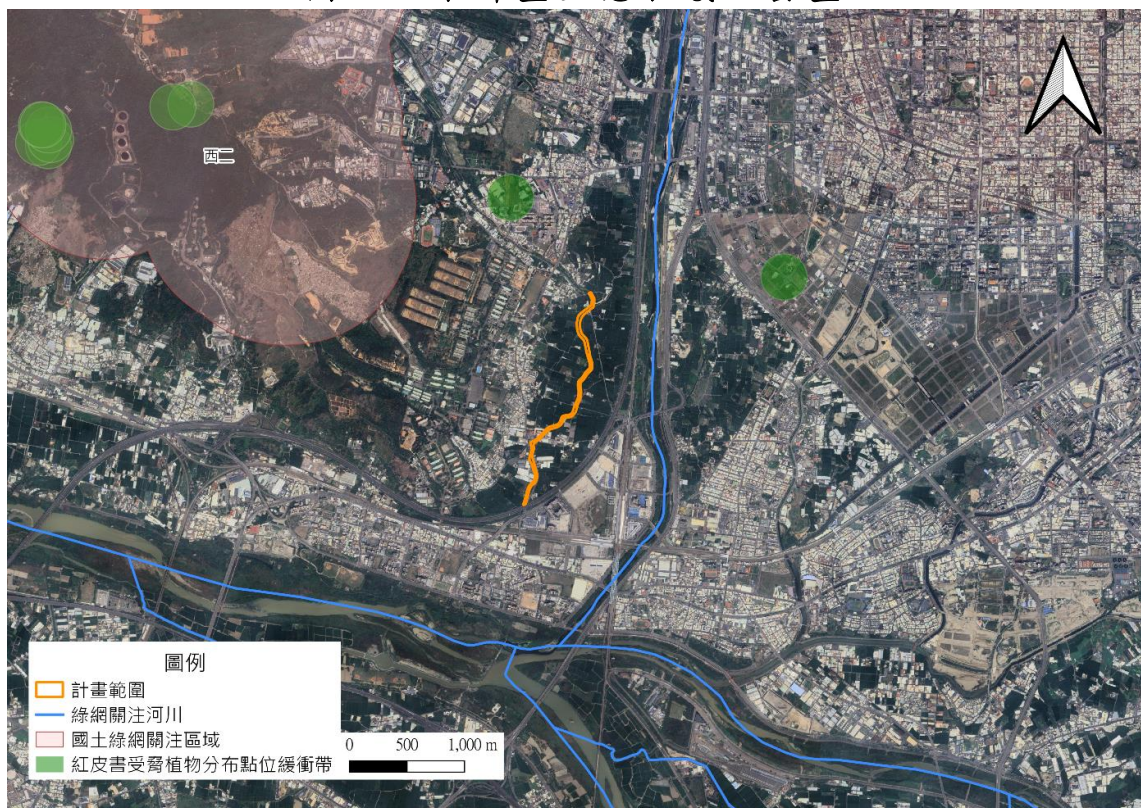 西二
圖例
計畫範圍
綠網關注河川
國土綠網關注區域
紅皮書受脅植物分布點位緩衝帶
0 500 1,000 m